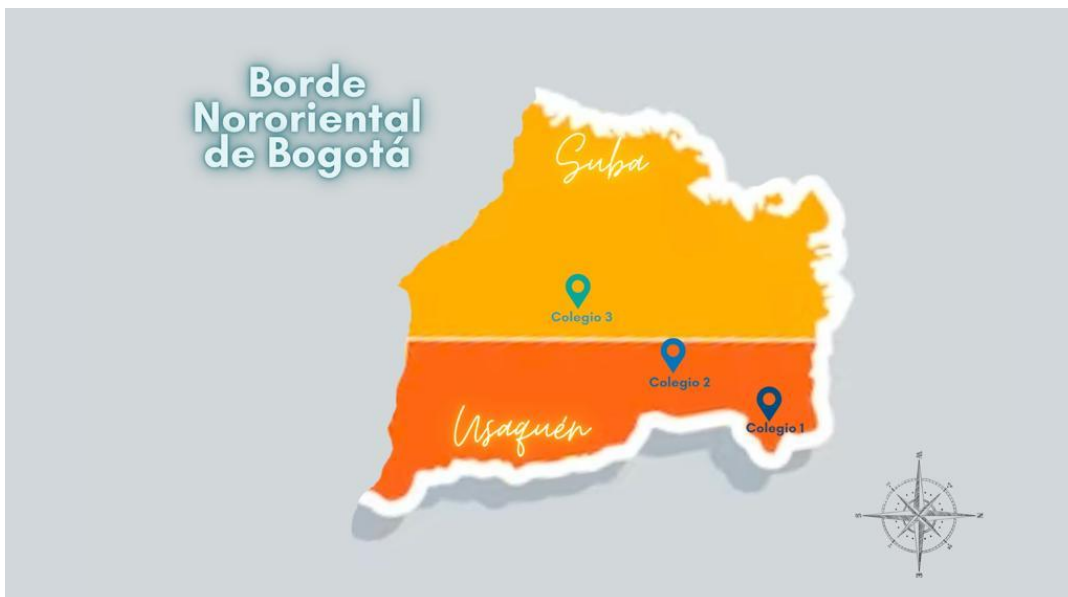 Borde
Nororiental
de Bogotá
Suba
Colegio 3
Colegio 2
Usaquén
Colegio 1
N